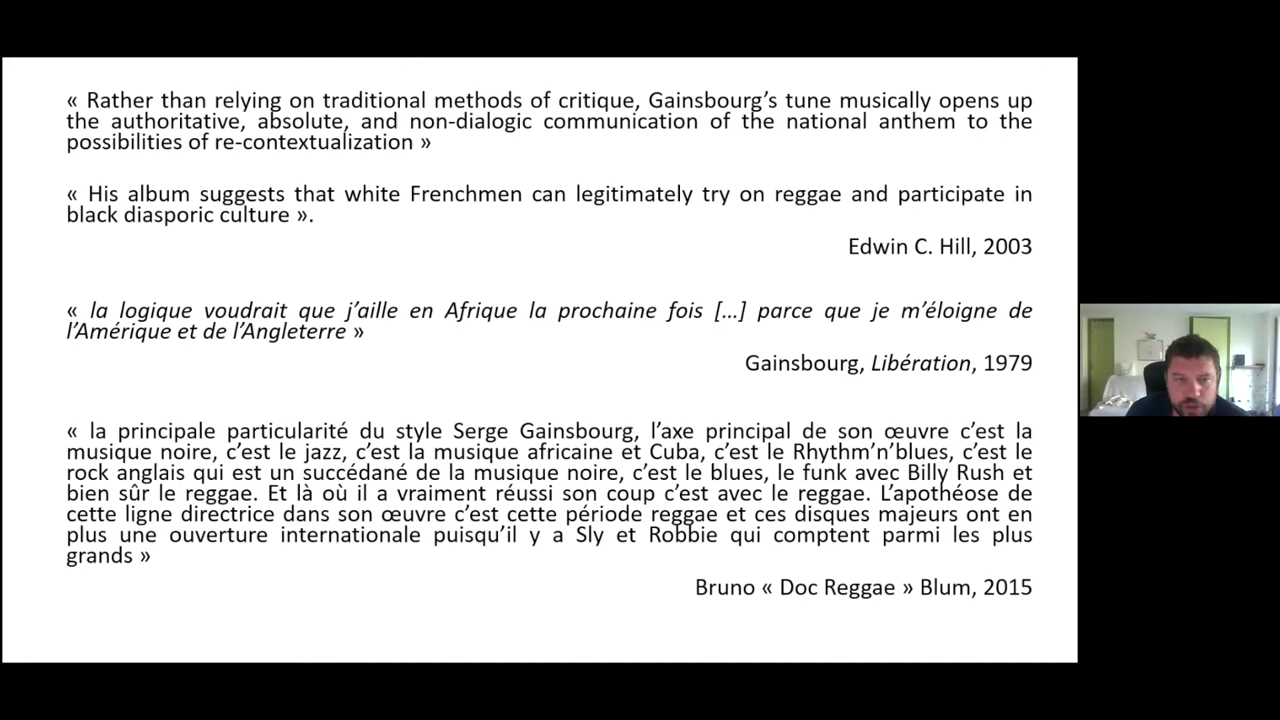 « Rather than relying on traditional methods of critique, Gainsbourg’s tune musically opens up
the authoritative, absolute, and non-dialogic communication of the national anthem to the
possibilities of re-contextualization »
« His album suggests that white Frenchmen can legitimately try on reggae and participate in
black diasporic culture ».
Edwin C. Hill, 2003
« la logique voudrait que j’aille en Afrique la prochaine fois […] parce que je m’éloigne de
l’Amérique et de l’Angleterre »
Gainsbourg, Libération, 1979
« la principale particularité du style Serge Gainsbourg, l’axe principal de son œuvre c’est la
musique noire, c’est le jazz, c’est la musique africaine et Cuba, c’est le Rhythm’n’blues, c’est le
rock anglais qui est un succédané de la musique noire, c’est le blues, le funk avec Billy Rush et
bien sûr le reggae. Et là où il a vraiment réussi son coup c’est avec le reggae. L’apothéose de
cette ligne directrice dans son œuvre c’est cette période reggae et ces disques majeurs ont en
plus une ouverture internationale puisqu’il y a Sly et Robbie qui comptent parmi les plus
grands »
Bruno « Doc Reggae » Blum, 2015